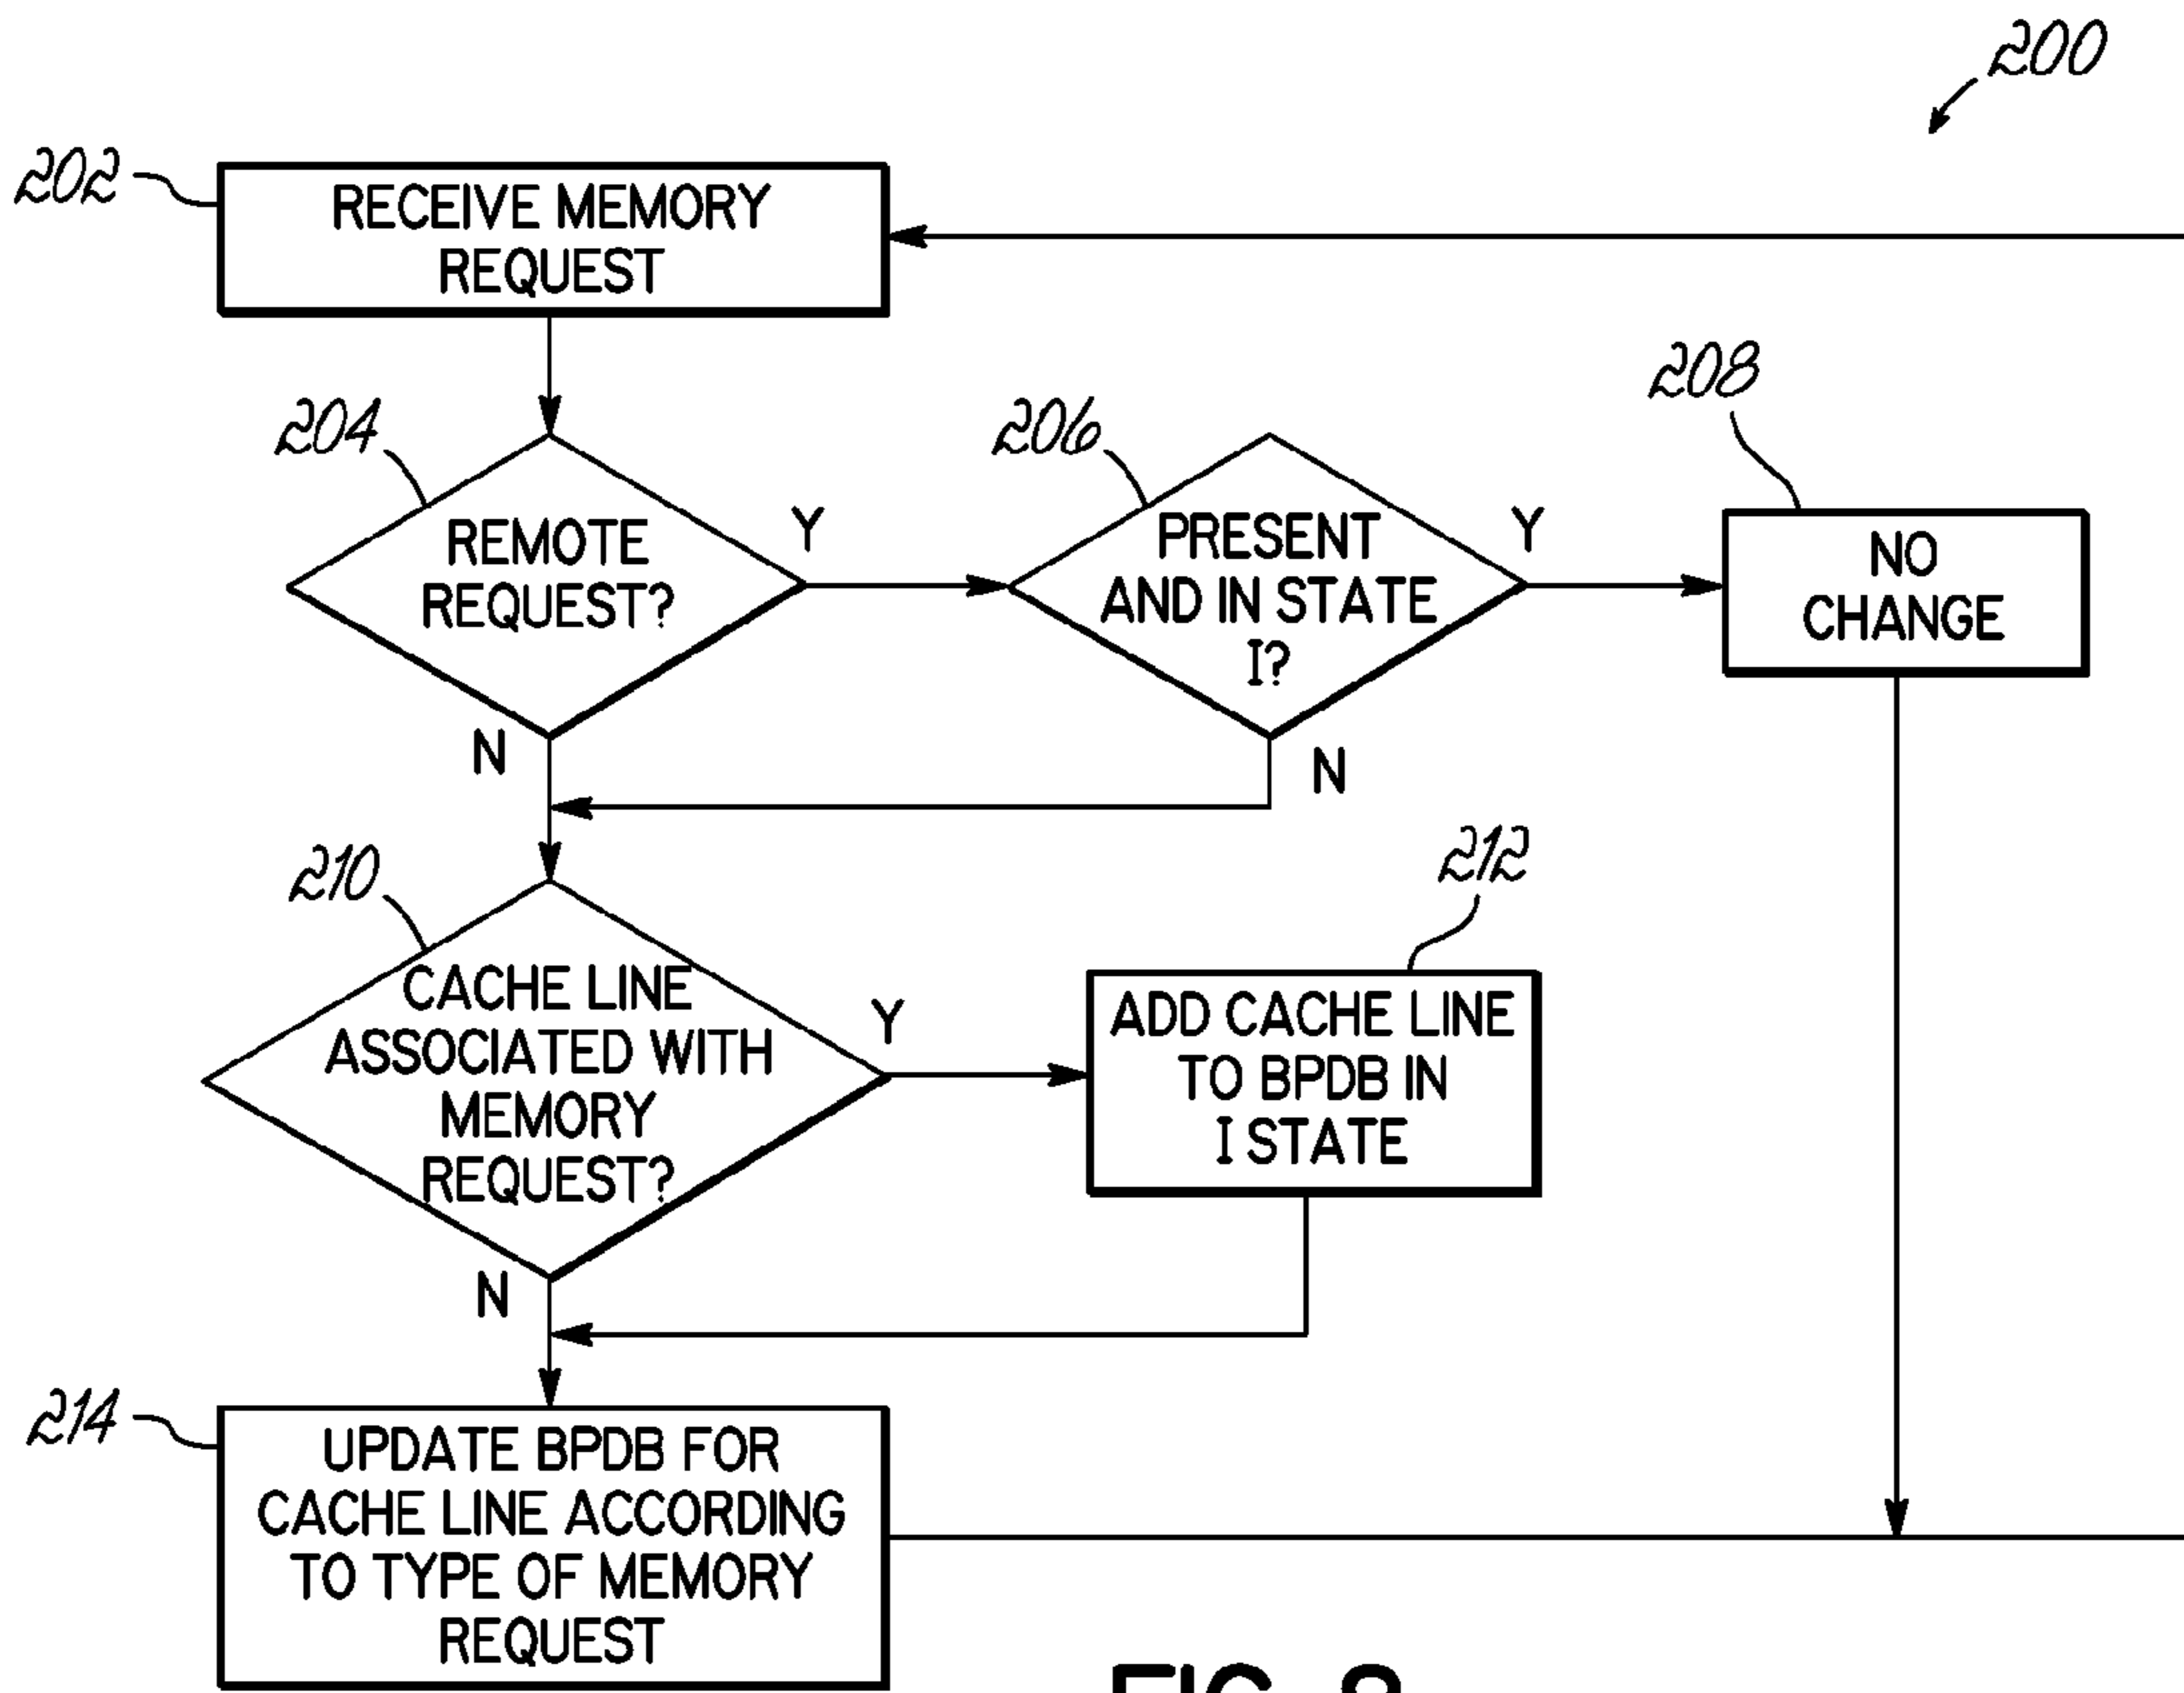 200
202
RECEIVE MEMORY
REQUEST
204
REMOTE
REQUEST?
Y
N
206
PRESENT
AND IN STATE
I?
Y
N
208
NO
CHANGE
210
CACHE LINE
ASSOCIATED WITH
MEMORY
REQUEST?
Y
N
212
ADD CACHE LINE
TO BPDB IN
I STATE
214
UPDATE BPDB FOR
CACHE LINE ACCORDING
TO TYPE OF MEMORY
REQUEST
FIG.